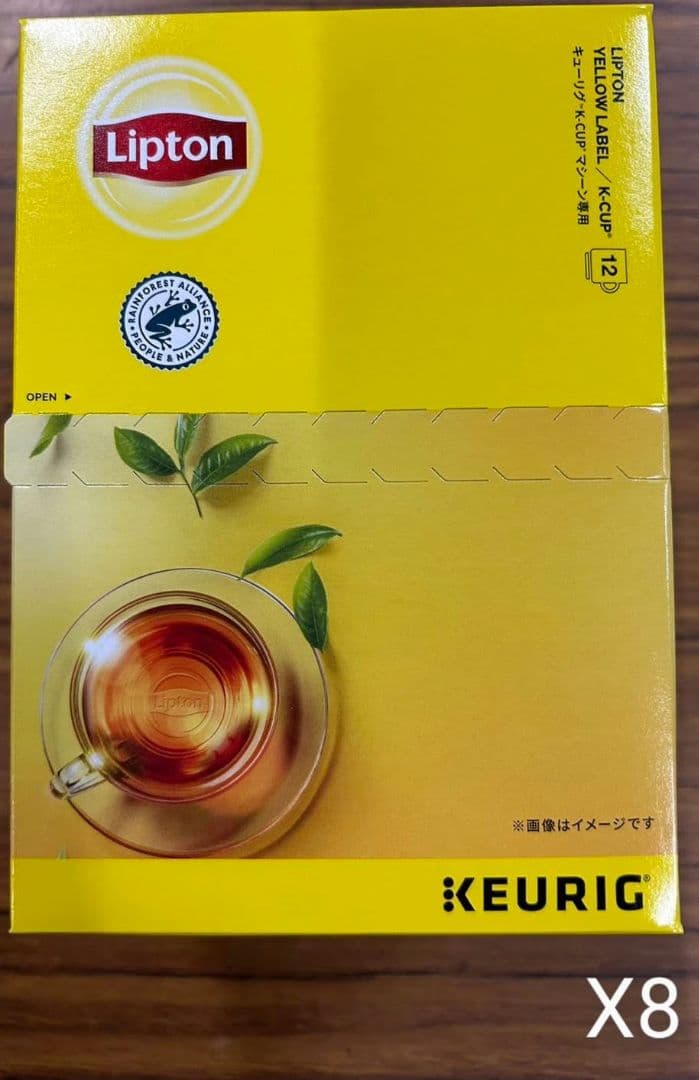 Lipton
RAINFOREST ALLIANCE
PEOPLE & NATURE
LIPTON
YELLOW LABEL / K-CUP®
キューリグ®K-CUP®マシーン専用
12
OPEN ▶
Lipton
※画像はイメージです
KEURIG®
X8